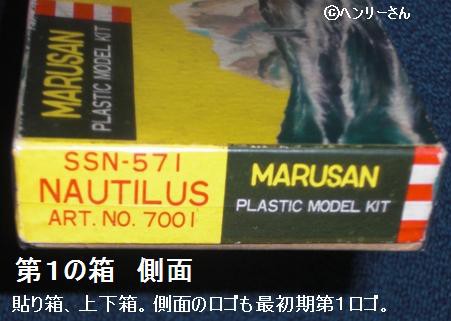 ©ヘンリーさん
MARUSAN
PLASTIC MODEL KIT
SSN-571
NAUTILUS
ART. NO. 7001
MARUSAN
PLASTIC MODEL KIT
第1の箱 側面
貼り箱、上下箱。側面のロゴも最初期第1ロゴ。